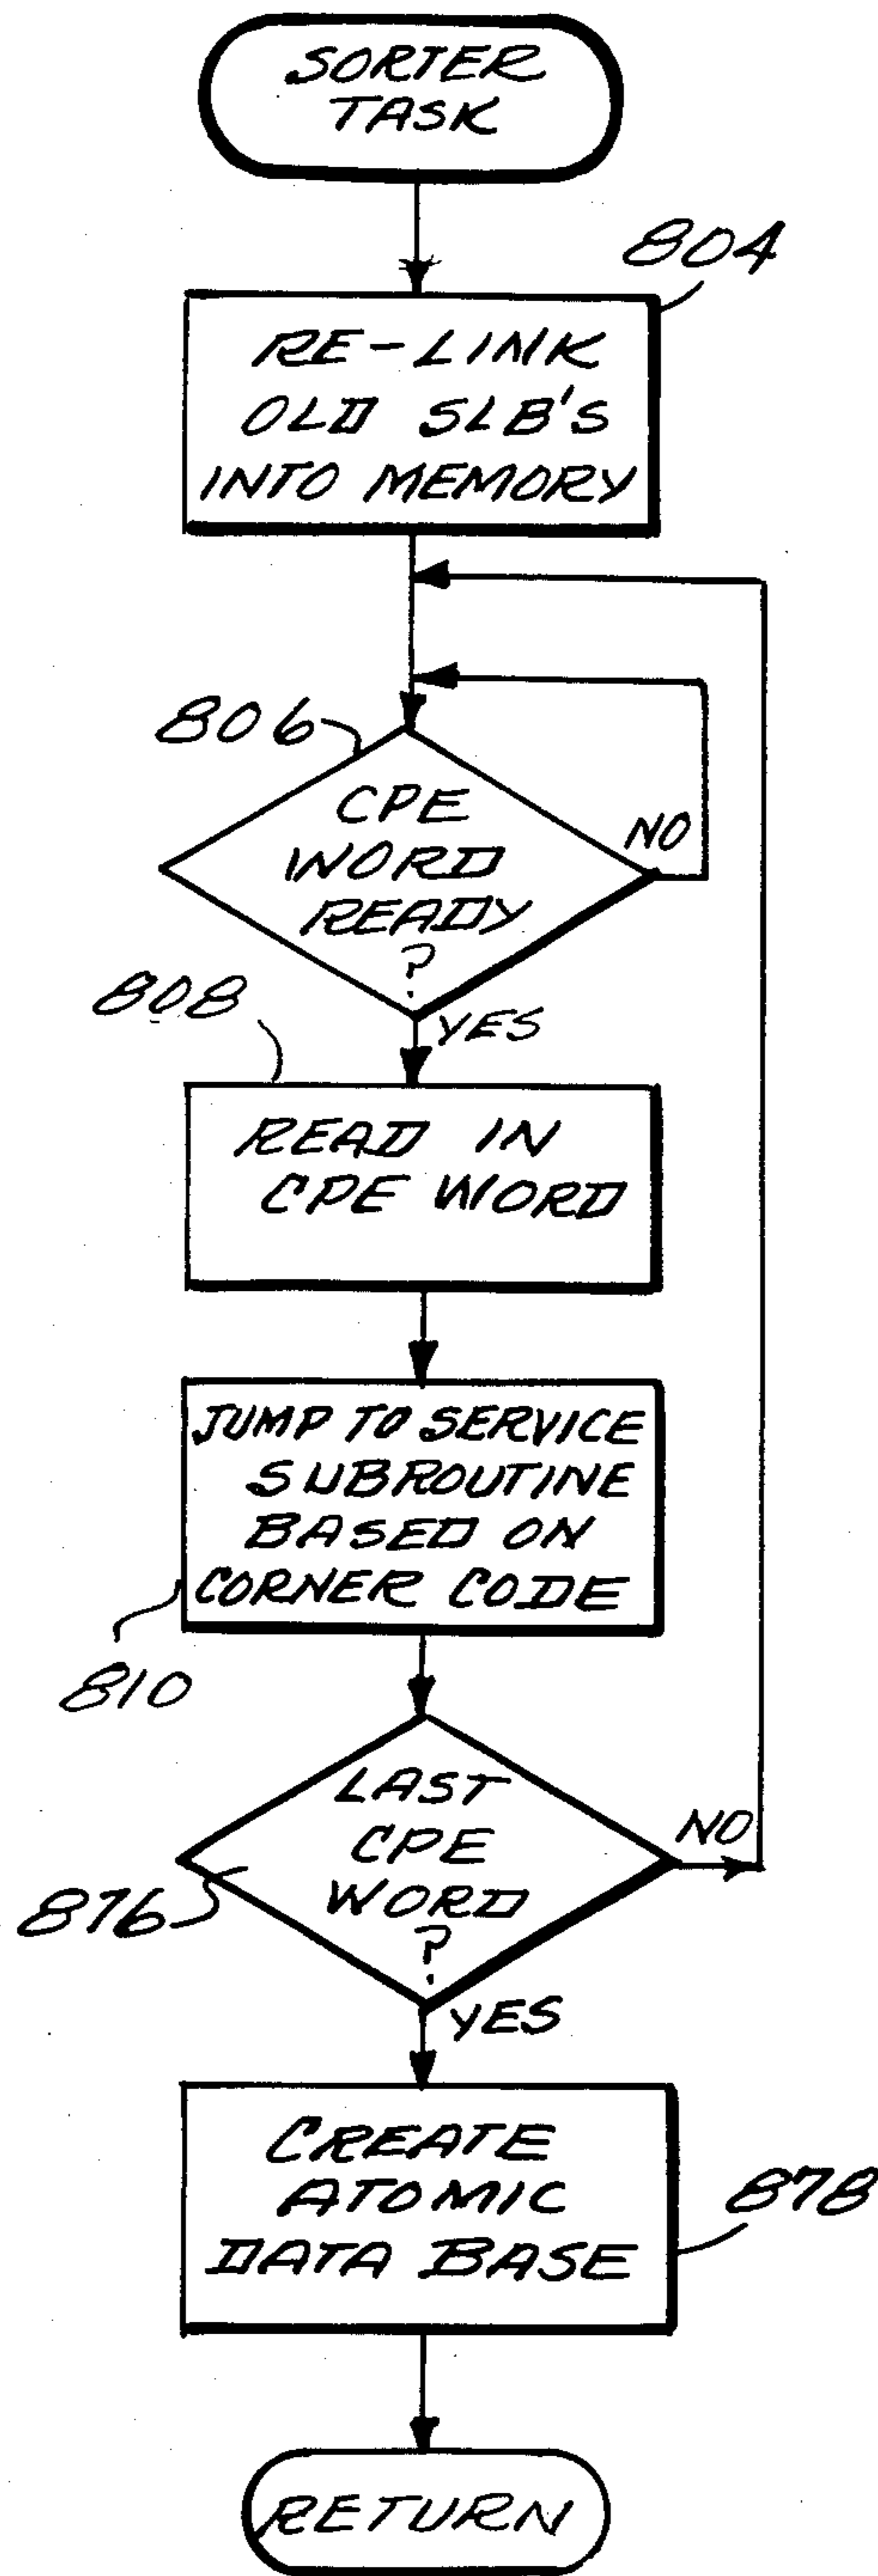 SORTER
TASK
804
RE-LINK
OLD SLB'S
INTO MEMORY
806
CPE
WORD
READY
?
NO
YES
808
READ IN
CPE WORD
JUMP TO SERVICE
SUBROUTINE
BASED ON
CORNER CODE
810
LAST
CPE
WORD
?
NO
876
YES
CREATE
ATOMIC
DATA BASE
878
RETURN